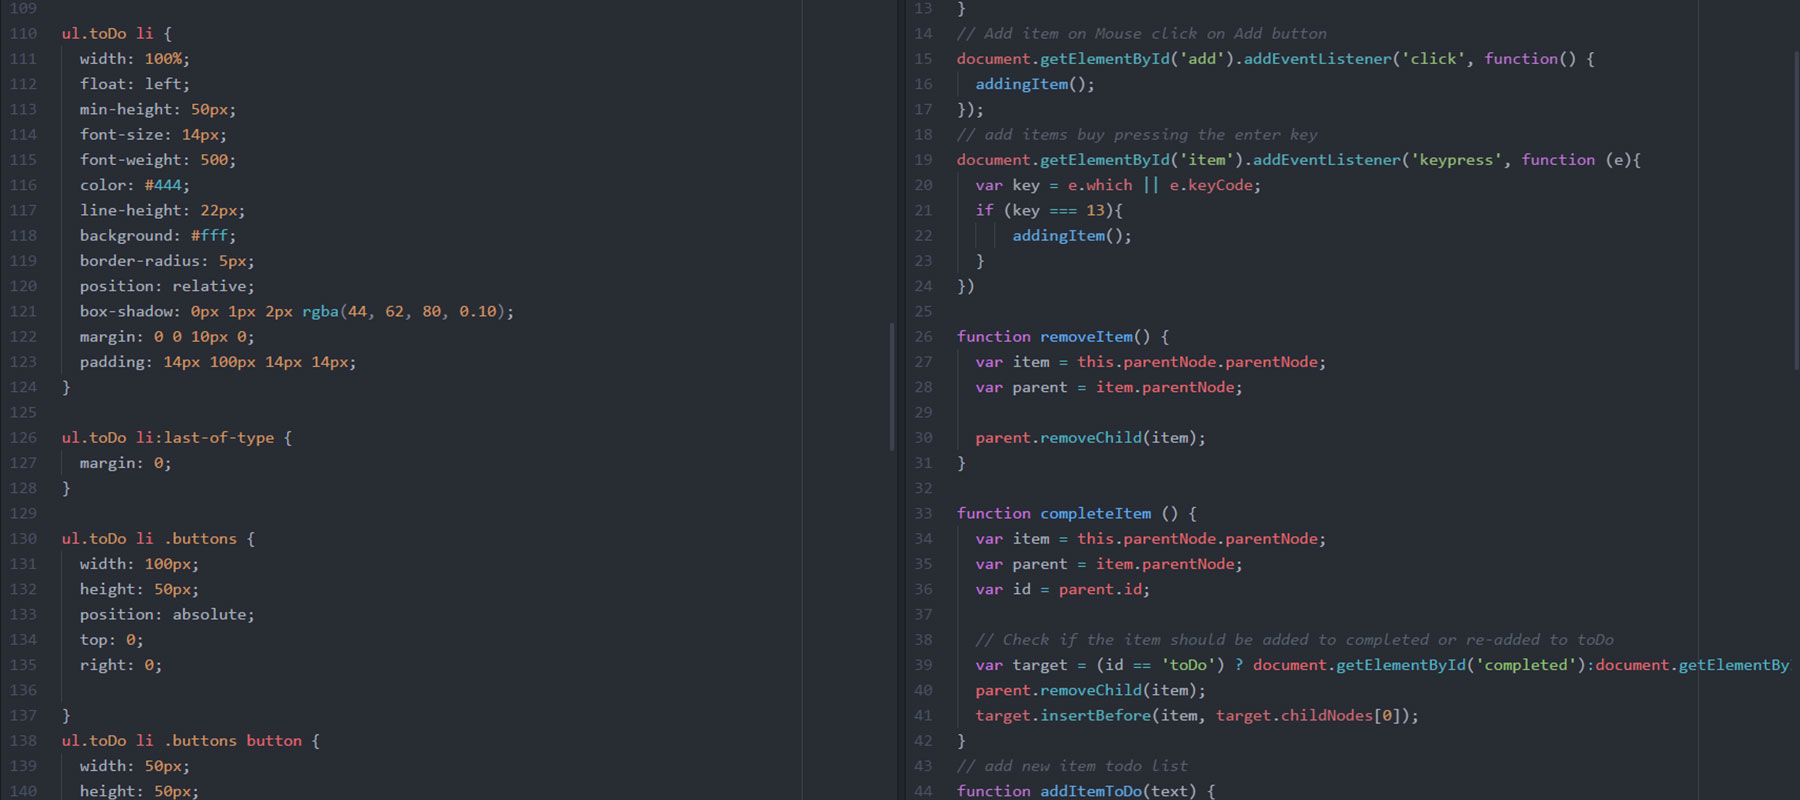 109
110 ul.toDo li {
111 width: 100%;
112 float: left;
113 min-height: 50px;
114 font-size: 14px;
115 font-weight: 500;
116 color: #444;
117 line-height: 22px;
118 background: #fff;
119 border-radius: 5px;
120 position: relative;
121 box-shadow: 0px 1px 2px rgba(44, 62, 80, 0.10);
122 margin: 0 0 10px 0;
123 padding: 14px 100px 14px 14px;
124 }
125
126 ul.toDo li:last-of-type {
127 margin: 0;
128 }
129
130 ul.toDo li .buttons {
131 width: 100px;
132 height: 50px;
133 position: absolute;
134 top: 0;
135 right: 0;
136
137 }
138 ul.toDo li .buttons button {
139 width: 50px;
140 height: 50px;
13 }
14 // Add item on Mouse click on Add button
15 document.getElementById('add').addEventListener('click', function() {
16 addingItem();
17 });
18 // add items buy pressing the enter key
19 document.getElementById('item').addEventListener('keypress', function (e){
20 var key = e.which || e.keyCode;
21 if (key === 13){
22 addingItem();
23 }
24 })
25
26 function removeItem() {
27 var item = this.parentNode.parentNode;
28 var parent = item.parentNode;
29
30 parent.removeChild(item);
31 }
32
33 function completeItem () {
34 var item = this.parentNode.parentNode;
35 var parent = item.parentNode;
36 var id = parent.id;
37
38 // Check if the item should be added to completed or re-added to toDo
39 var target = (id == 'toDo') ? document.getElementById('completed'):document.getElementBy
40 parent.removeChild(item);
41 target.insertBefore(item, target.childNodes[0]);
42 }
43 // add new item todo list
44 function addItemToDo(text) {